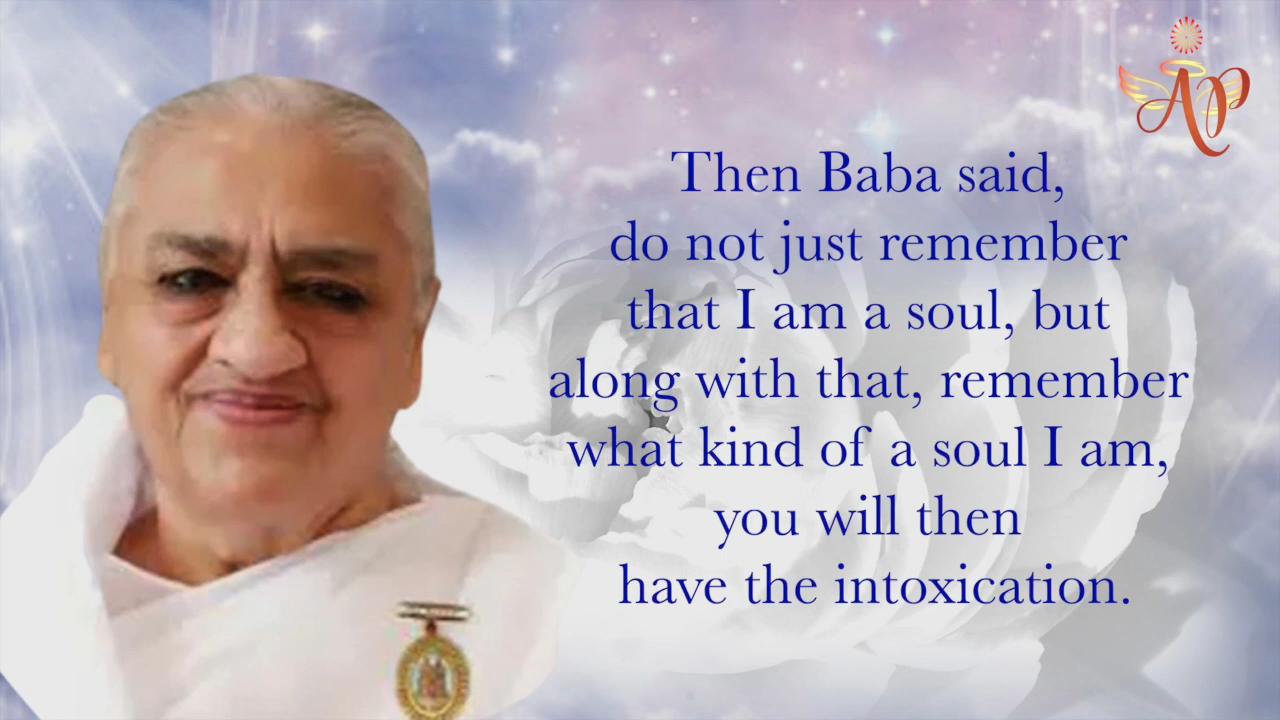 AP
Then Baba said,
do not just remember
that I am a soul, but
along with that, remember
what kind of a soul I am,
you will then
have the intoxication.